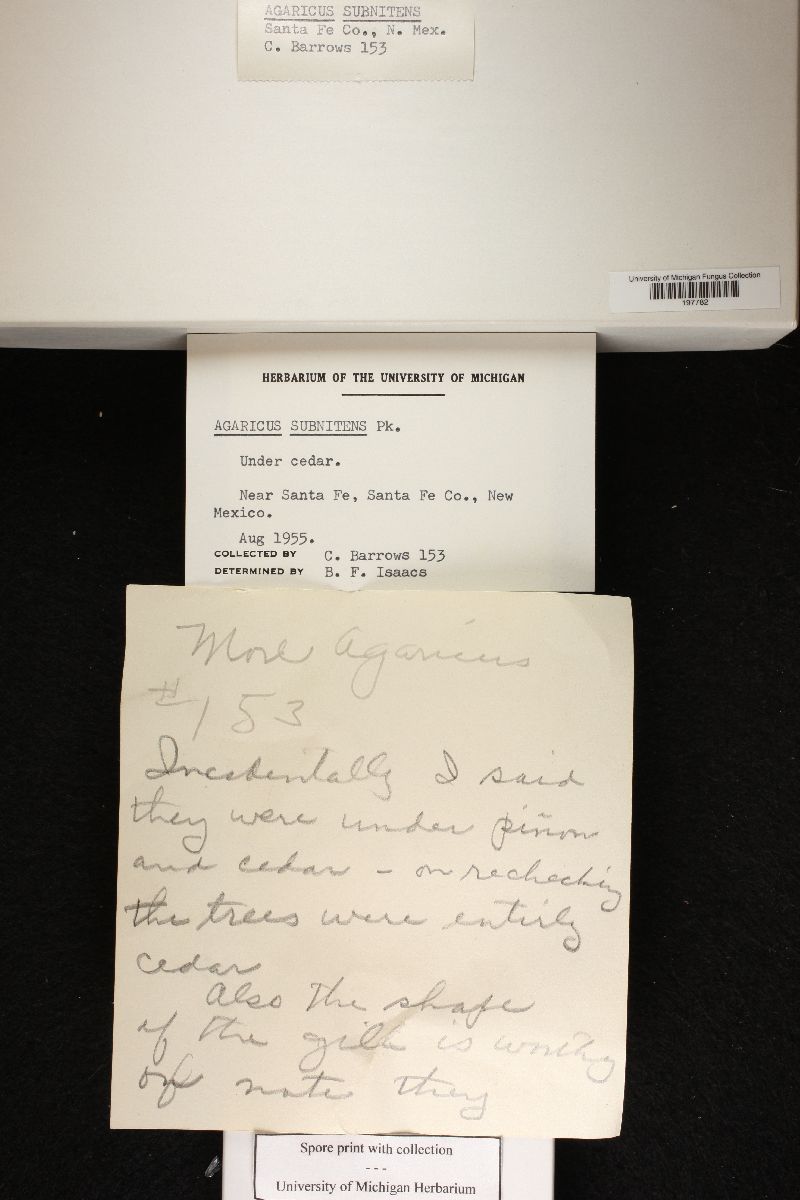 AGARICUS SUBNITENS
Santa Fe Co., N. Mex.
C. Barrows 153
University of Michigan Fungus Collection
197782
HERBARIUM OF THE UNIVERSITY OF MICHIGAN
AGARICUS SUBNITENS Pk.
Under cedar.
Near Santa Fe, Santa Fe Co., New
Mexico.
Aug 1955.
COLLECTED BY C. Barrows 153
DETERMINED BY B. F. Isaacs
More Agaricus
#153
Incidentally I said
they were under piñon
and cedar - on rechecking
the trees were entirly
cedar
Also the shape
of the gills is worthy
of note they
Spore print with collection
---
University of Michigan Herbarium